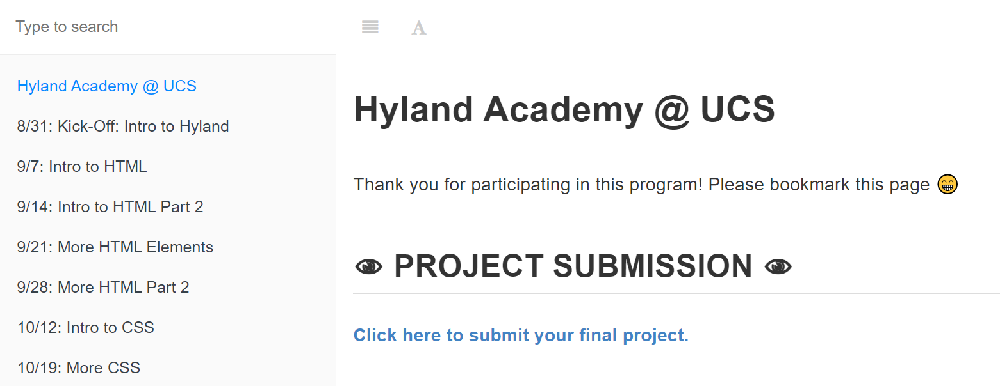 Type to search
Hyland Academy @ UCS
8/31: Kick-Off: Intro to Hyland
9/7: Intro to HTML
9/14: Intro to HTML Part 2
9/21: More HTML Elements
9/28: More HTML Part 2
10/12: Intro to CSS
10/19: More CSS
A
Hyland Academy @ UCS
Thank you for participating in this program! Please bookmark this page 😁
👁 PROJECT SUBMISSION 👁
Click here to submit your final project.